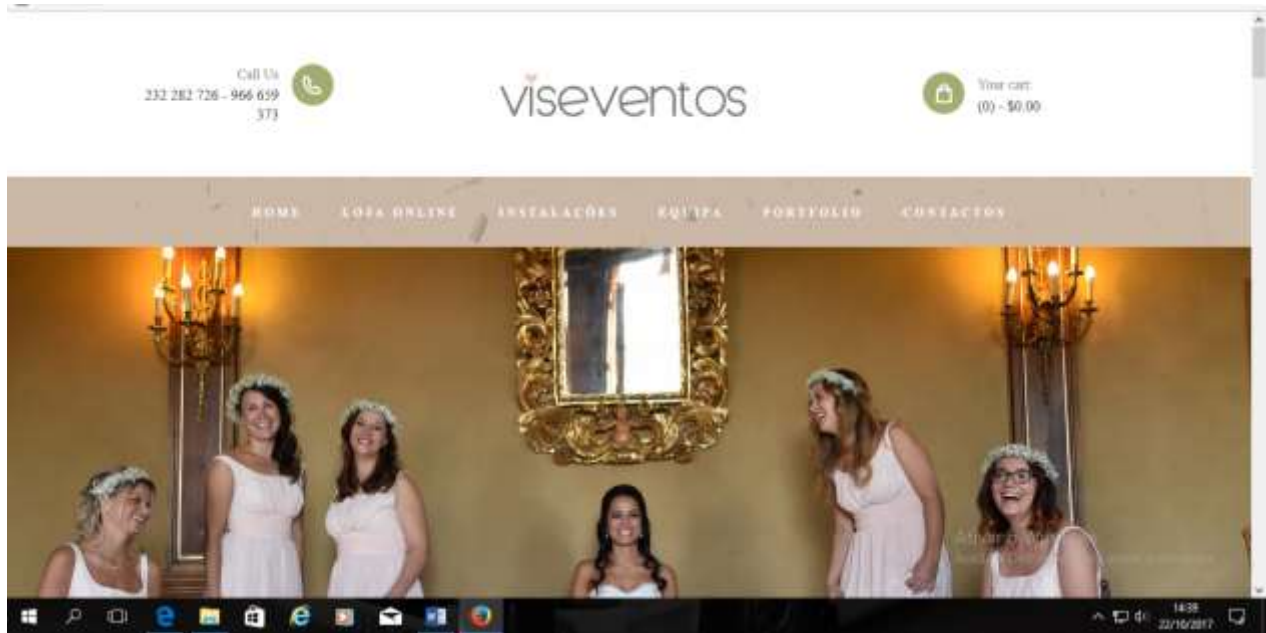 Call Us
232 282 726 - 966 659
373
viseventos
Your cart
(0) - $0.00
HOME LOJA ONLINE INSTALAÇÕES EQUIPA PORTFOLIO CONTACTOS
14:39
22/10/2017